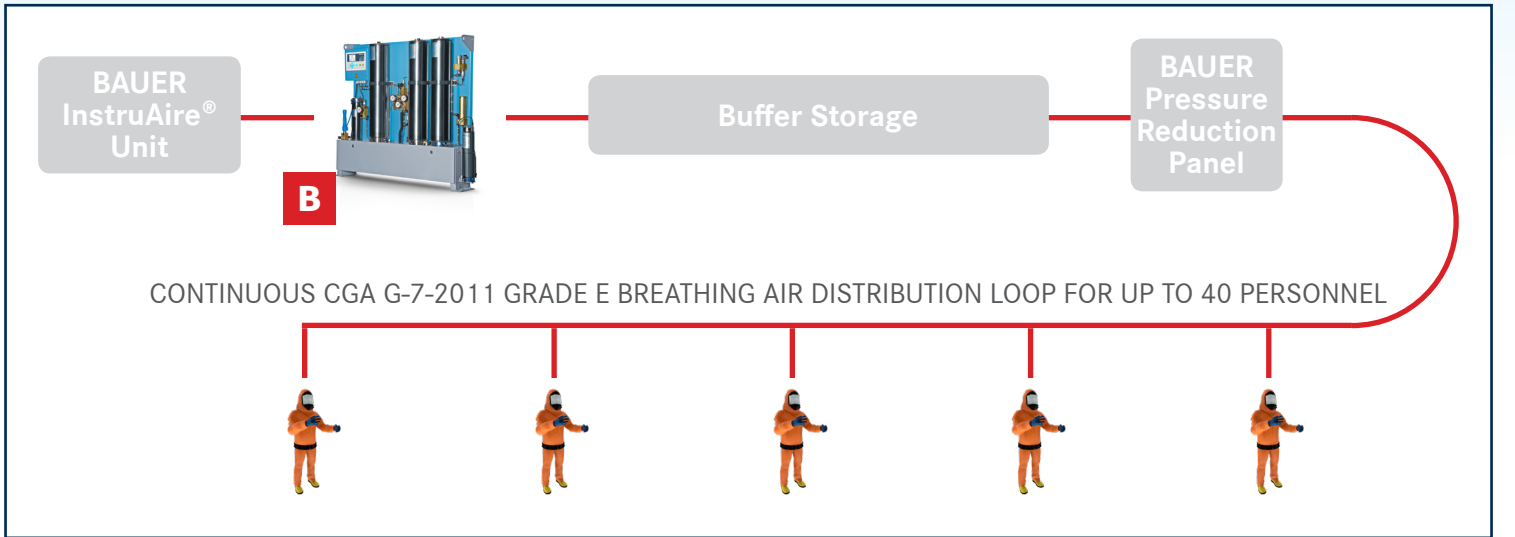 BAUER
InstruAire®
Unit
B
Buffer Storage
BAUER
Pressure
Reduction
Panel
CONTINUOUS CGA G-7-2011 GRADE E BREATHING AIR DISTRIBUTION LOOP FOR UP TO 40 PERSONNEL